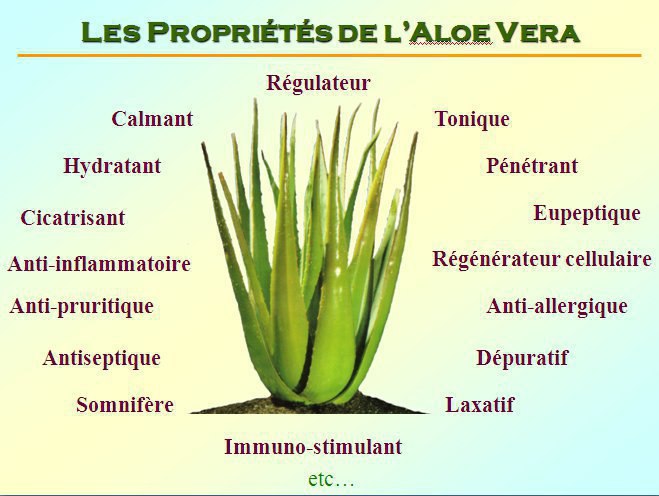 Les Propriétés de l’Aloe Vera
Régulateur
Calmant
Tonique
Hydratant
Pénétrant
Cicatrisant
Eupeptique
Anti-inflammatoire
Régénérateur cellulaire
Anti-pruritique
Anti-allergique
Antiseptique
Dépuratif
Somnifère
Laxatif
Immuno-stimulant
etc…